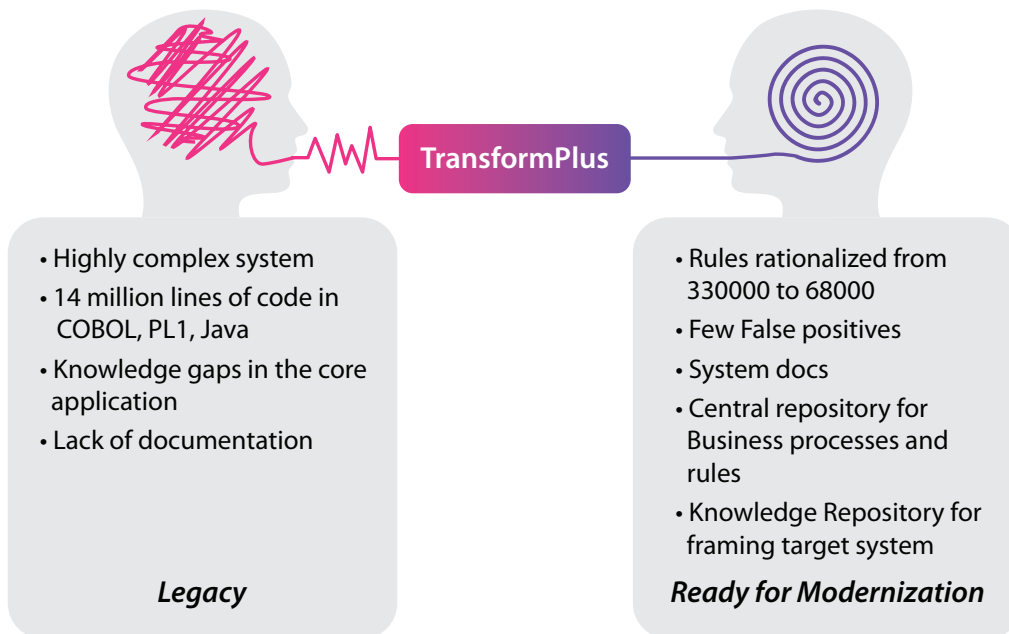 TransformPlus
• Highly complex system
• 14 million lines of code in
COBOL, PL1, Java
• Knowledge gaps in the core
application
• Lack of documentation
Legacy
• Rules rationalized from
330000 to 68000
• Few False positives
• System docs
• Central repository for
Business processes and
rules
• Knowledge Repository for
framing target system
Ready for Modernization